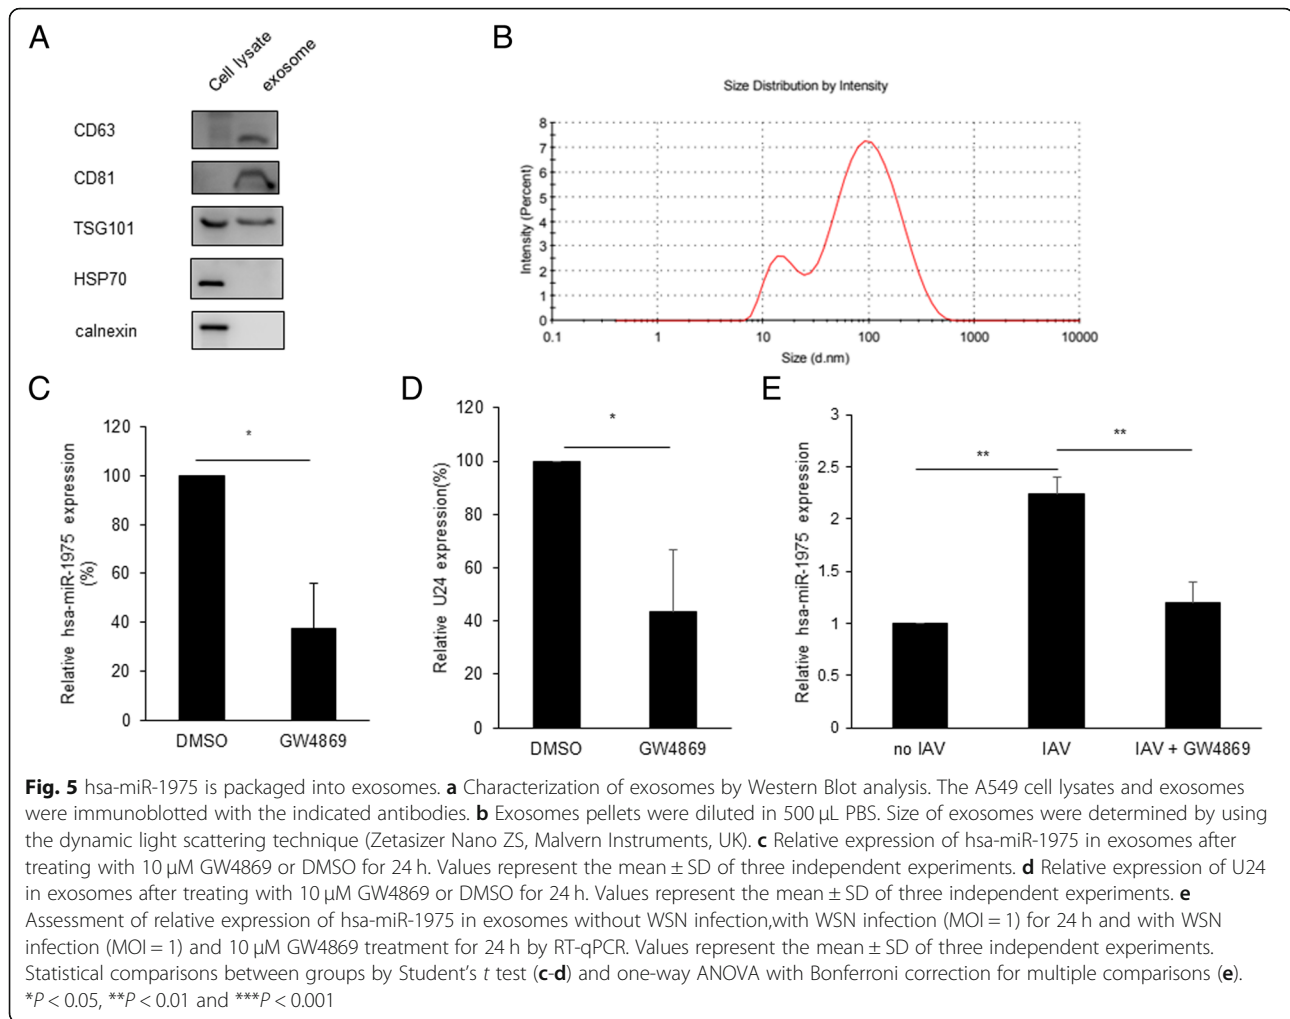 A
Cell lysate
exosome
CD63
CD81
TSG101
HSP70
calnexin
B
Size Distribution by Intensity
Intensity (Percent)
8
7
6
5
4
3
2
1
0
0.1
1
10
100
1000
10000
Size (d.nm)
C
Relative hsa-miR-1975 expression
(%)
120
100
80
60
40
20
0
*
DMSO
GW4869
D
Relative U24 expression(%)
120
100
80
60
40
20
0
*
DMSO
GW4869
E
Relative hsa-miR-1975 expression
3
2.5
2
1.5
1
0.5
0
**
**
no IAV
IAV
IAV + GW4869
Fig. 5 hsa-miR-1975 is packaged into exosomes. a Characterization of exosomes by Western Blot analysis. The A549 cell lysates and exosomes
were immunoblotted with the indicated antibodies. b Exosomes pellets were diluted in 500 μL PBS. Size of exosomes were determined by using
the dynamic light scattering technique (Zetasizer Nano ZS, Malvern Instruments, UK). c Relative expression of hsa-miR-1975 in exosomes after
treating with 10 μM GW4869 or DMSO for 24 h. Values represent the mean ± SD of three independent experiments. d Relative expression of U24
in exosomes after treating with 10 μM GW4869 or DMSO for 24 h. Values represent the mean ± SD of three independent experiments. e
Assessment of relative expression of hsa-miR-1975 in exosomes without WSN infection,with WSN infection (MOI = 1) for 24 h and with WSN
infection (MOI = 1) and 10 μM GW4869 treatment for 24 h by RT-qPCR. Values represent the mean ± SD of three independent experiments.
Statistical comparisons between groups by Student's t test (c-d) and one-way ANOVA with Bonferroni correction for multiple comparisons (e).
*P < 0.05, **P < 0.01 and ***P < 0.001